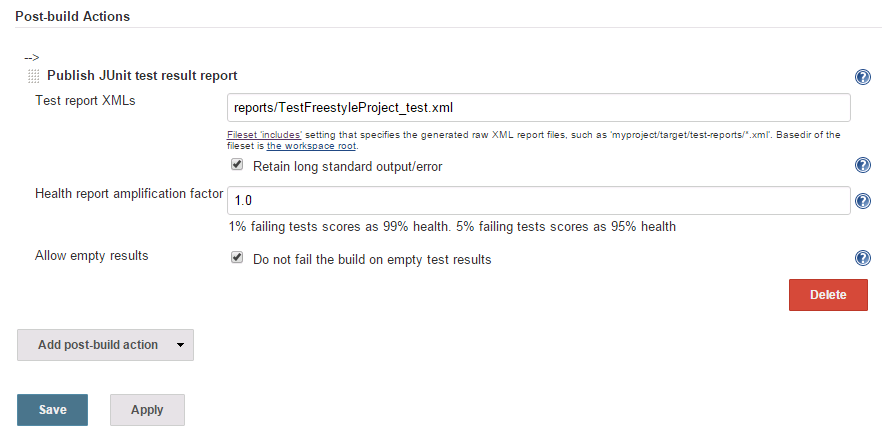 Post-build Actions
-->
Publish JUnit test result report
Test report XMLs
reports/TestFreestyleProject_test.xml
Fileset 'includes' setting that specifies the generated raw XML report files, such as 'myproject/target/test-reports/*.xml'. Basedir of the
fileset is the workspace root.
Retain long standard output/error
Health report amplification factor
1.0
1% failing tests scores as 99% health. 5% failing tests scores as 95% health
Allow empty results
Do not fail the build on empty test results
Delete
Add post-build action
Save
Apply